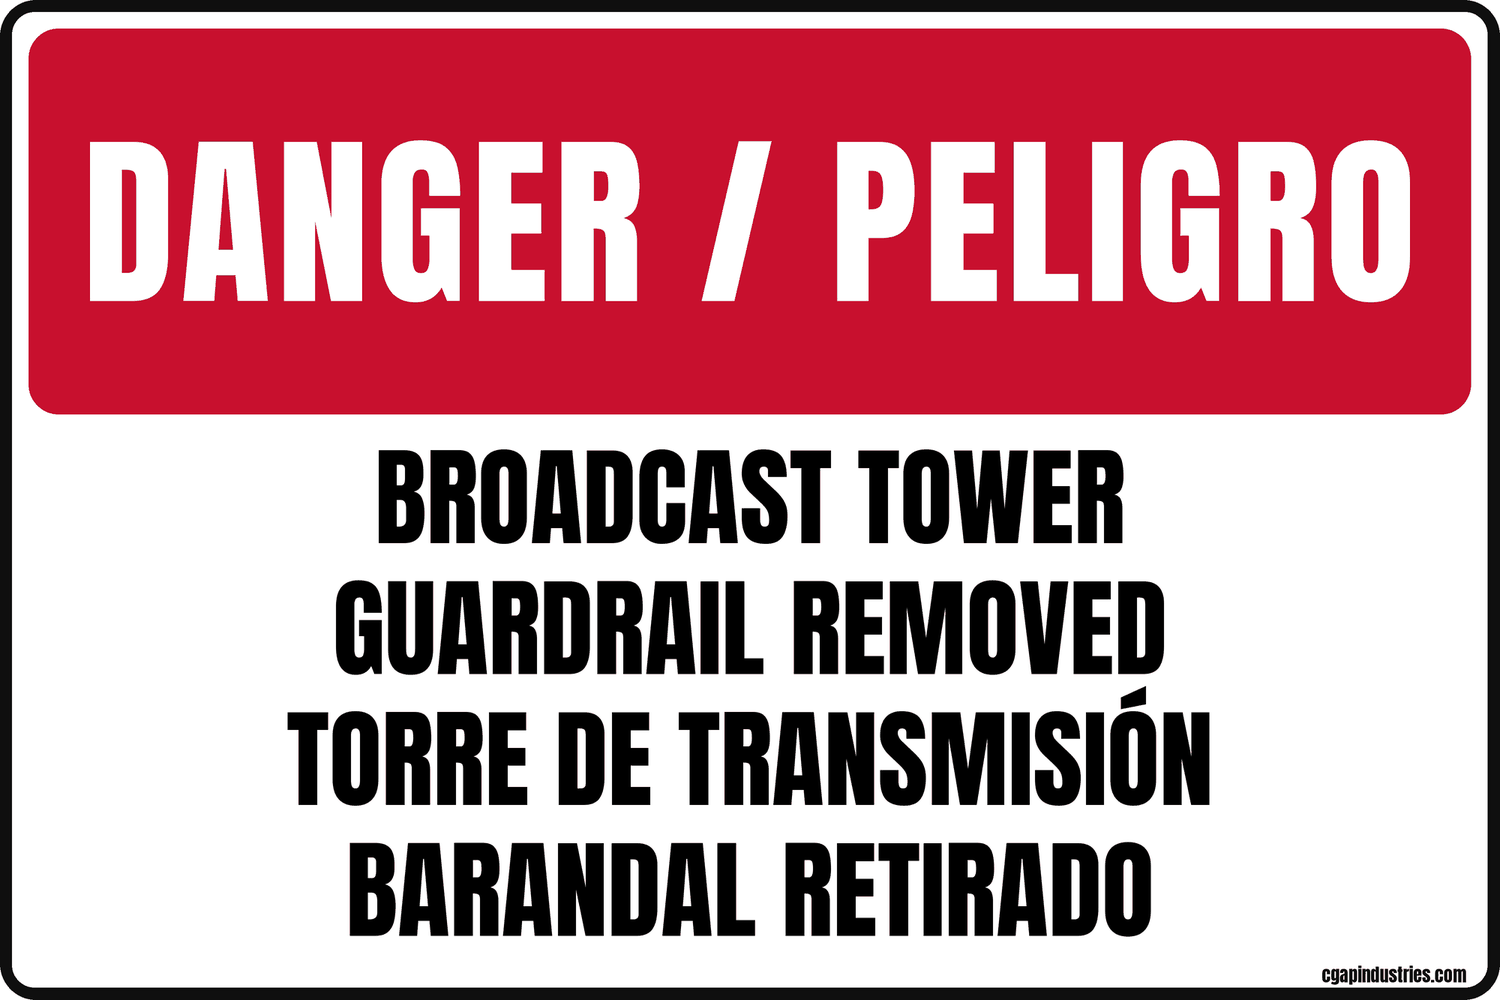 DANGER / PELIGRO
BROADCAST TOWER
GUARDRAIL REMOVED
TORRE DE TRANSMISIÓN
BARANDAL RETIRADO
cgapindustries.com